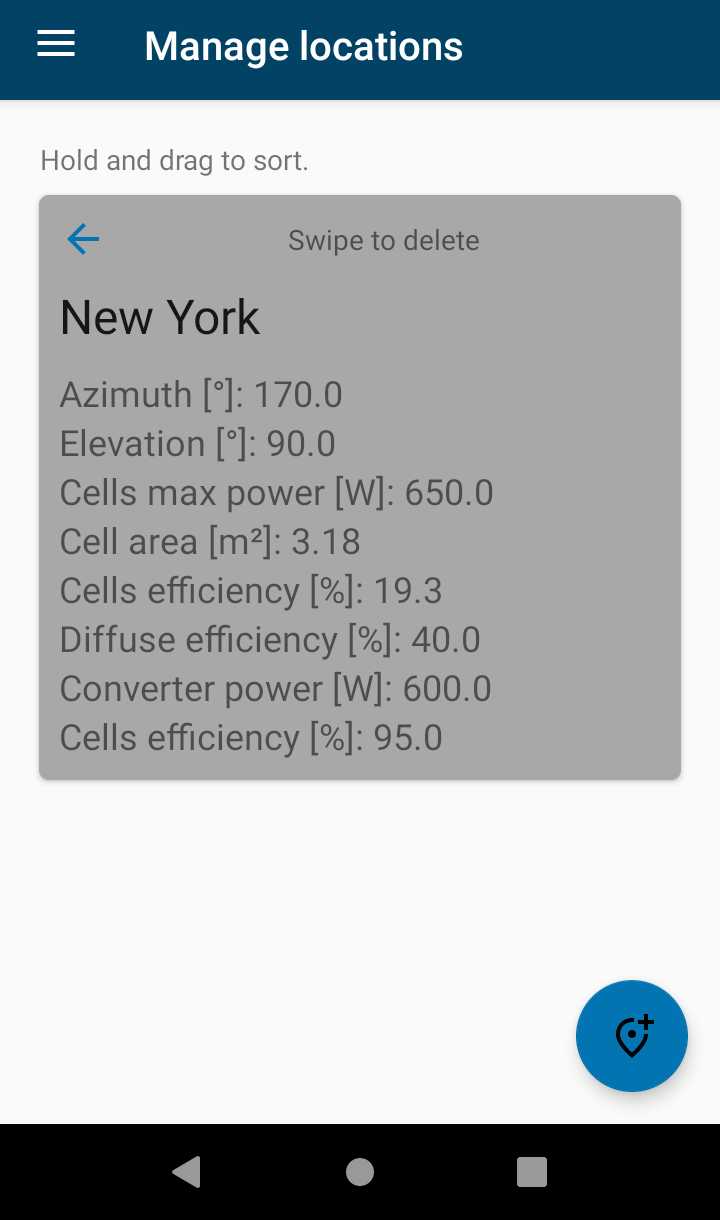 Manage locations
Hold and drag to sort.
Swipe to delete
New York
Azimuth [°]: 170.0
Elevation [°]: 90.0
Cells max power [W]: 650.0
Cell area [m²]: 3.18
Cells efficiency [%]: 19.3
Diffuse efficiency [%]: 40.0
Converter power [W]: 600.0
Cells efficiency [%]: 95.0